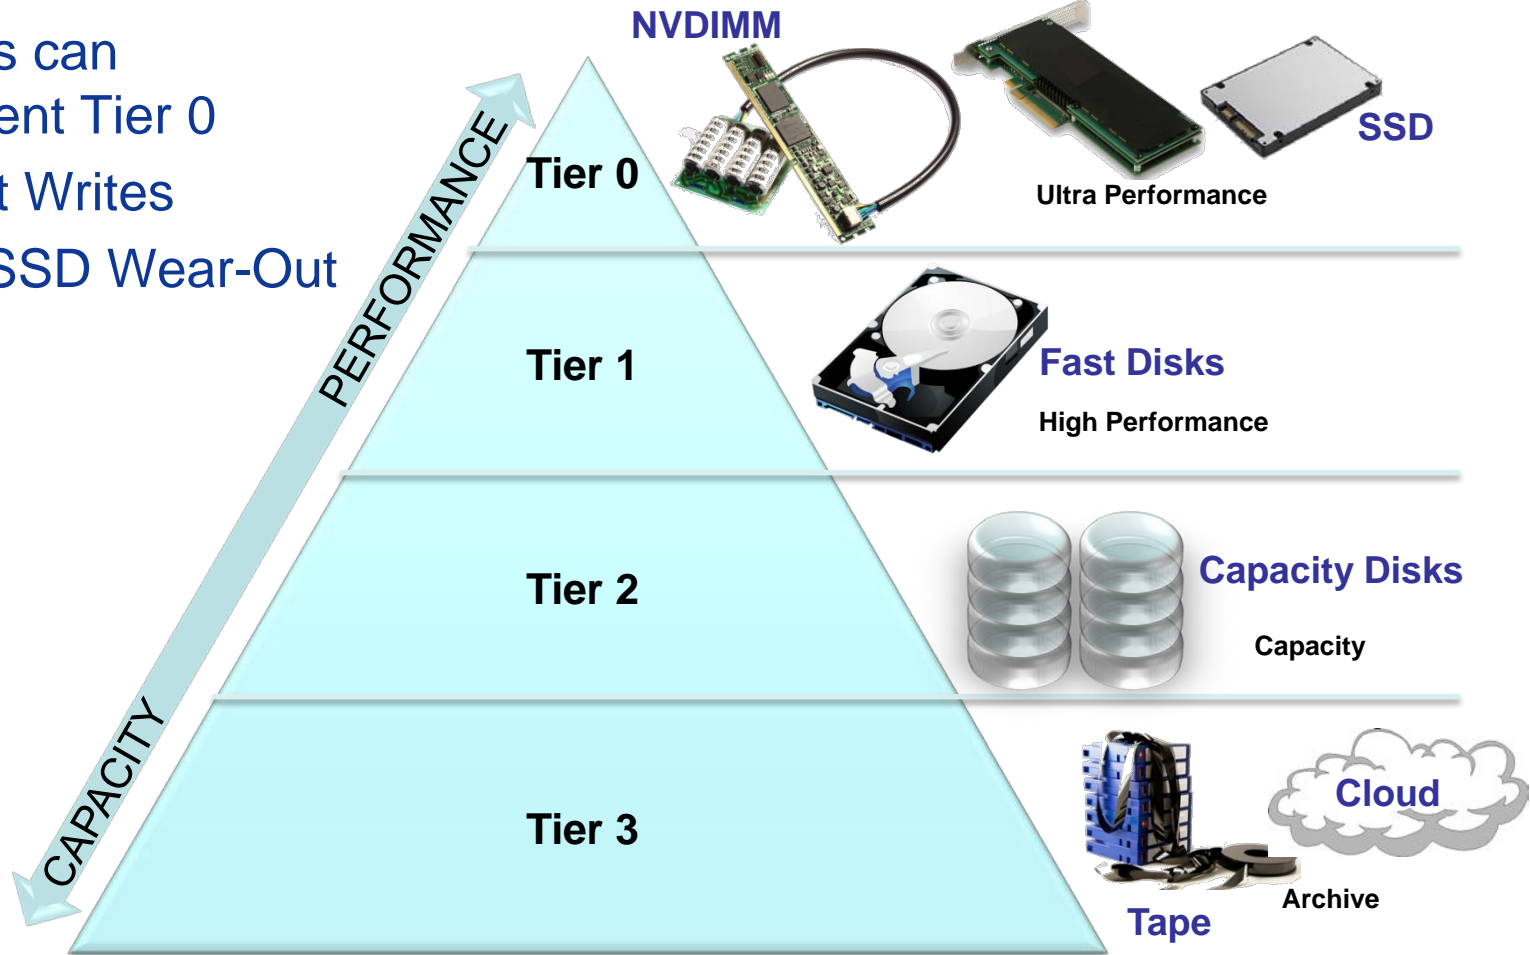 s can
ent Tier 0
t Writes
SSD Wear-Out
PERFORMANCE
CAPACITY
NVDIMM
SSD
Tier 0
Ultra Performance
Tier 1
Fast Disks
High Performance
Tier 2
Capacity Disks
Capacity
Tier 3
Cloud
Archive
Tape